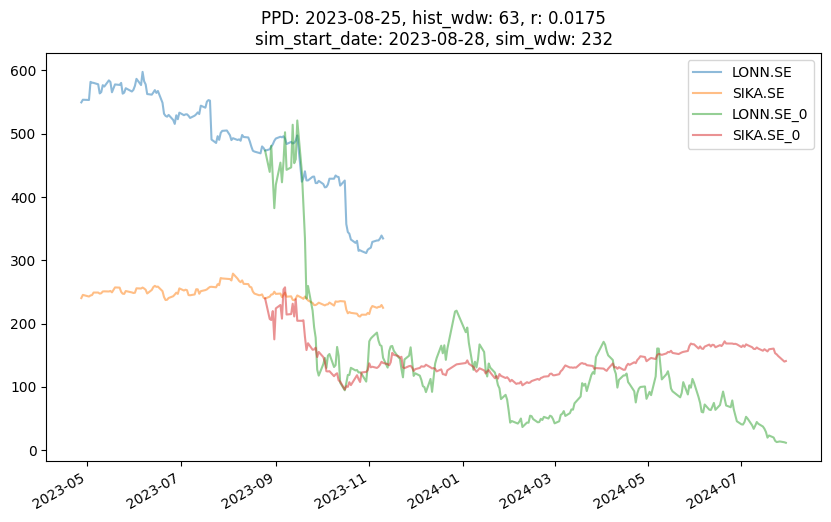 PPD: 2023-08-25, hist_wdw: 63, r: 0.0175
sim_start_date: 2023-08-28, sim_wdw: 232
LONN.SE
SIKA.SE
LONN.SE_0
SIKA.SE_0
600
500
400
300
200
100
0
2023-05
2023-07
2023-09
2023-11
2024-01
2024-03
2024-05
2024-07